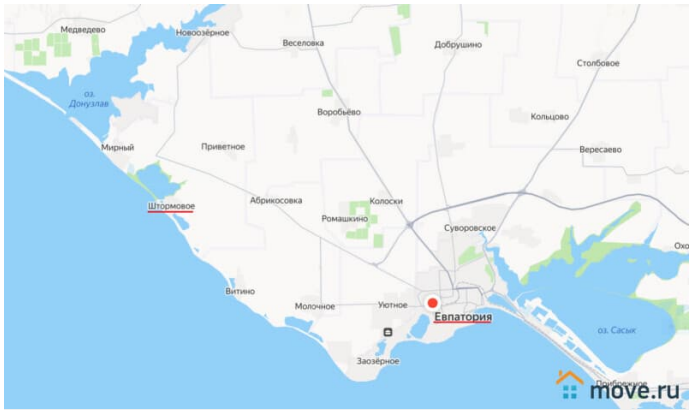 Медведево
Новоозёрное
Веселовка
Добрушино
Столбовое
оз.
Донузлав
Воробьёво
Кольцово
Мирный
Приветное
Вересаево
Штормовое
Абрикосовка
Колоски
Ромашкино
Суворовское
Охо
Витино
Молочное
Уютное
Евпатория
оз. Сасык
Заозёрное
Прибрежное
move.ru